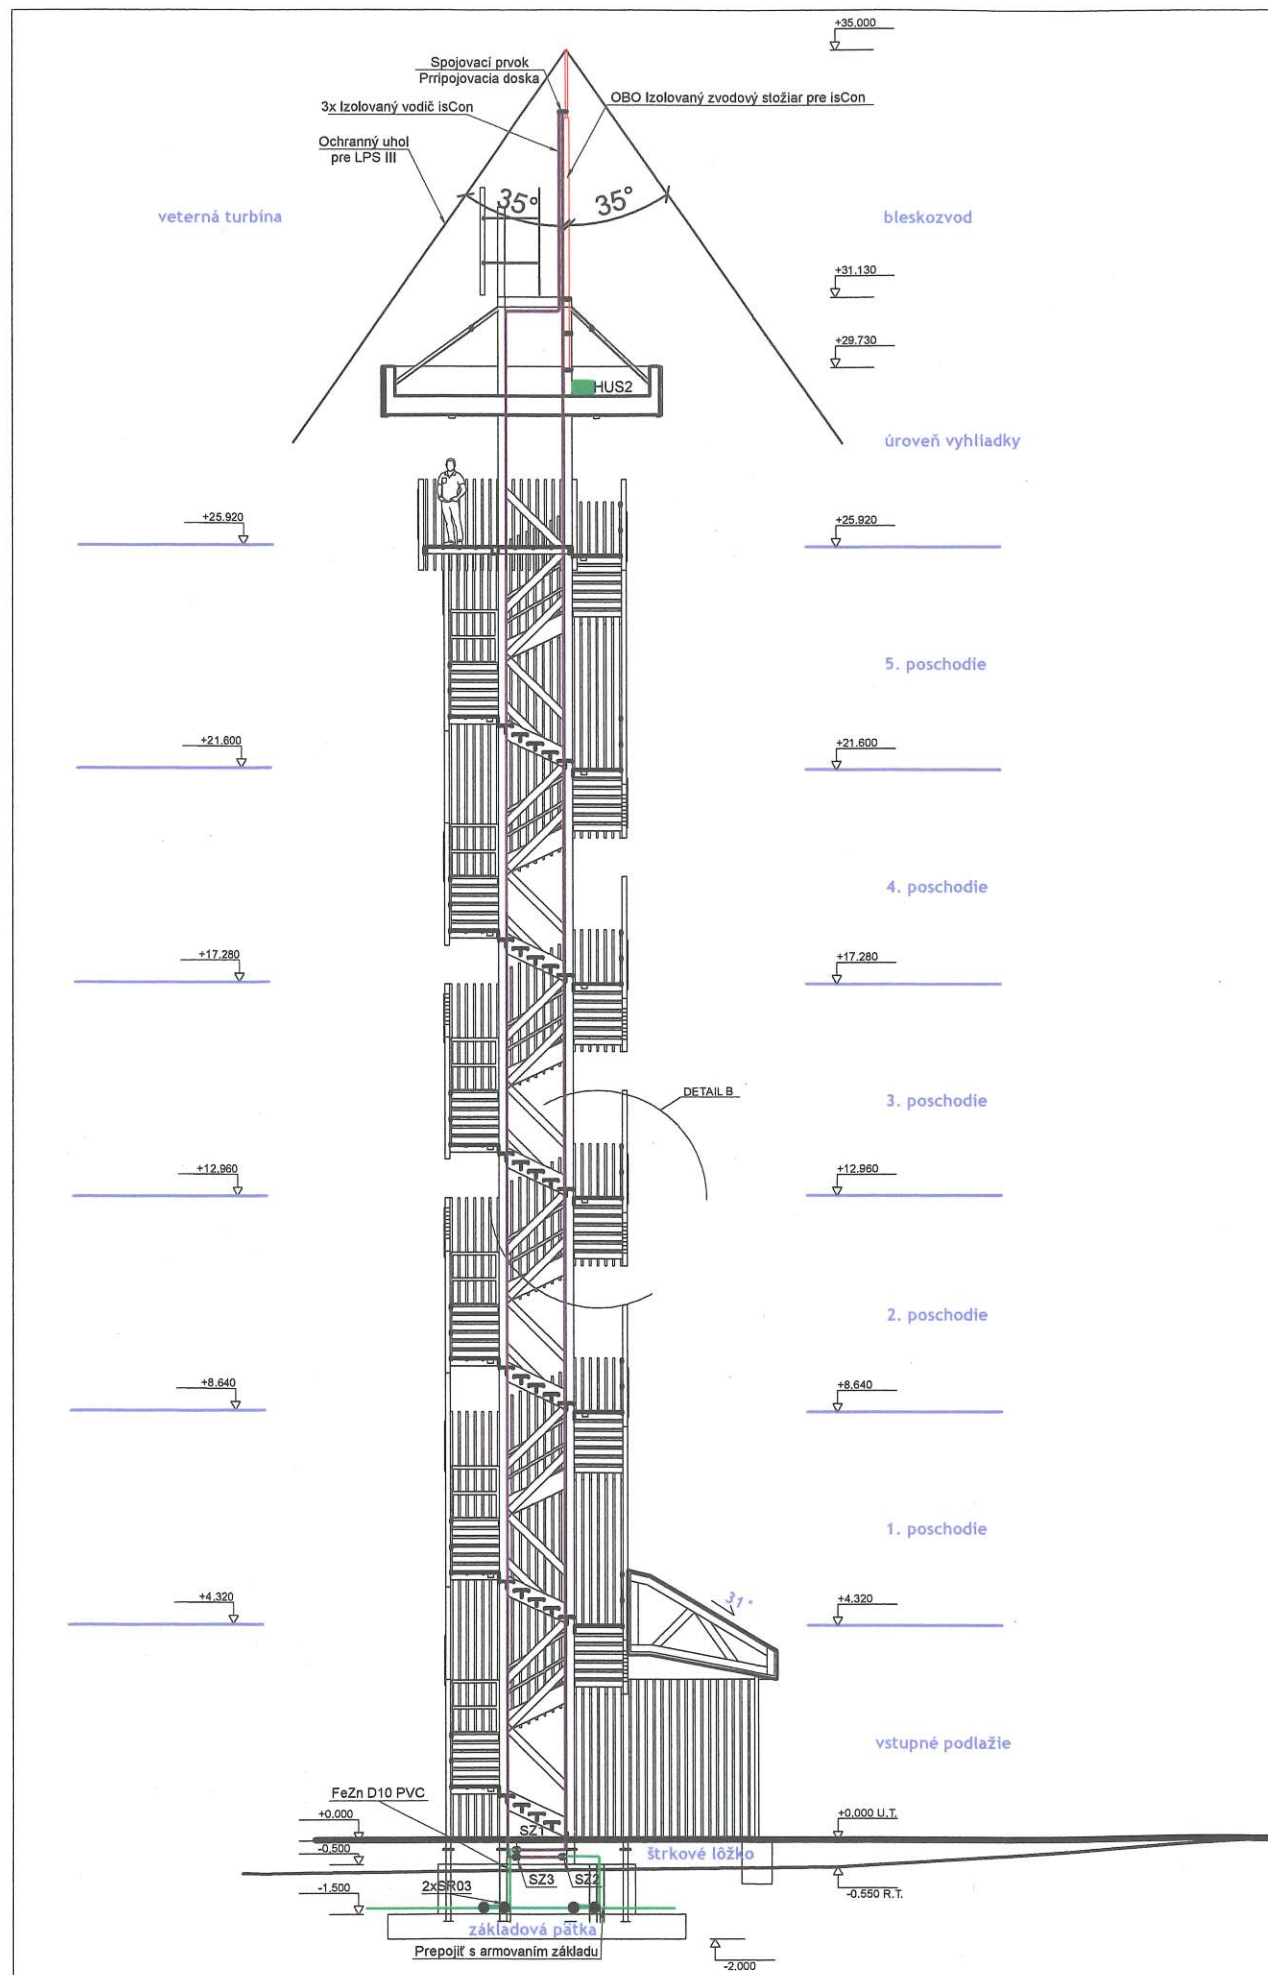 +35.000
Spojovací prvok
Prripojovacia doska
3x Izolovaný vodič isCon
OBO Izolovaný zvodový stožiar pre isCon
Ochranný uhol
pre LPS III
35°
35°
veterná turbína
bleskozvod
+31.130
+29.730
HUS2
úroveň vyhliadky
+25.920
+25.920
5. poschodie
+21.600
+21.600
4. poschodie
+17.280
+17.280
DETAIL B
3. poschodie
+12.960
+12.960
2. poschodie
+8.640
+8.640
1. poschodie
+4.320
31°
+4.320
vstupné podlažie
FeZn D10 PVC
+0.000
SZ1
+0.000 U.T.
-0.500
štrkové lôžko
SZ3
SZ2
-1.500
2xSR03
-0.550 R.T.
základová pätka
Prepojiť s armovaním základu
-2.000